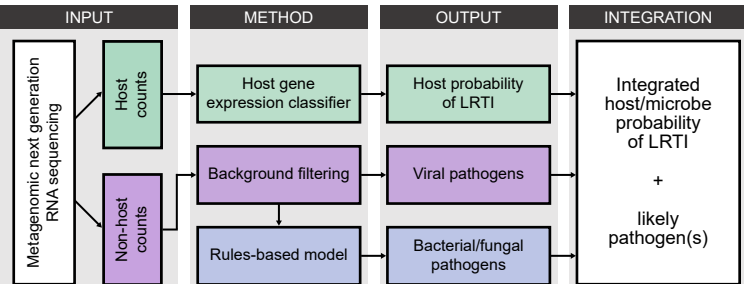 INPUT
METHOD
OUTPUT
INTEGRATION
Metagenomic next generation
RNA sequencing
Host
counts
Non-host
counts
Host gene
expression classifier
Background filtering
Rules-based model
Host probability
of LRTI
Viral pathogens
Bacterial/fungal
pathogens
Integrated
host/microbe
probability
of LRTI
+
likely
pathogen(s)